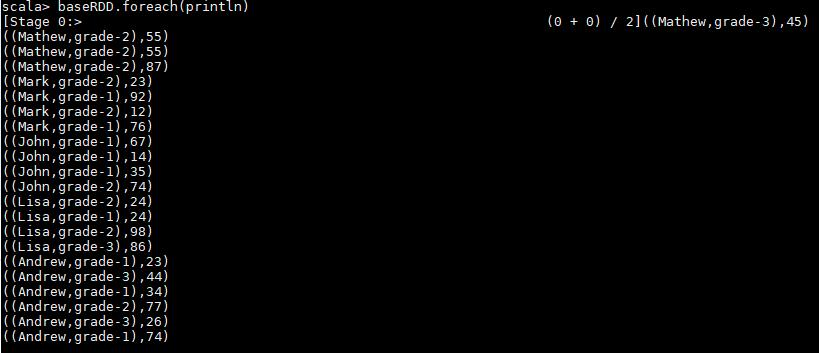 scala> baseRDD.foreach(println)
[Stage 0:> (0 + 0) / 2]((Mathew,grade-3),45)
((Mathew,grade-2),55)
((Mathew,grade-2),55)
((Mathew,grade-2),87)
((Mark,grade-2),23)
((Mark,grade-1),92)
((Mark,grade-2),12)
((Mark,grade-1),76)
((John,grade-1),67)
((John,grade-1),14)
((John,grade-1),35)
((John,grade-2),74)
((Lisa,grade-2),24)
((Lisa,grade-1),24)
((Lisa,grade-2),98)
((Lisa,grade-3),86)
((Andrew,grade-1),23)
((Andrew,grade-3),44)
((Andrew,grade-1),34)
((Andrew,grade-2),77)
((Andrew,grade-3),26)
((Andrew,grade-1),74)